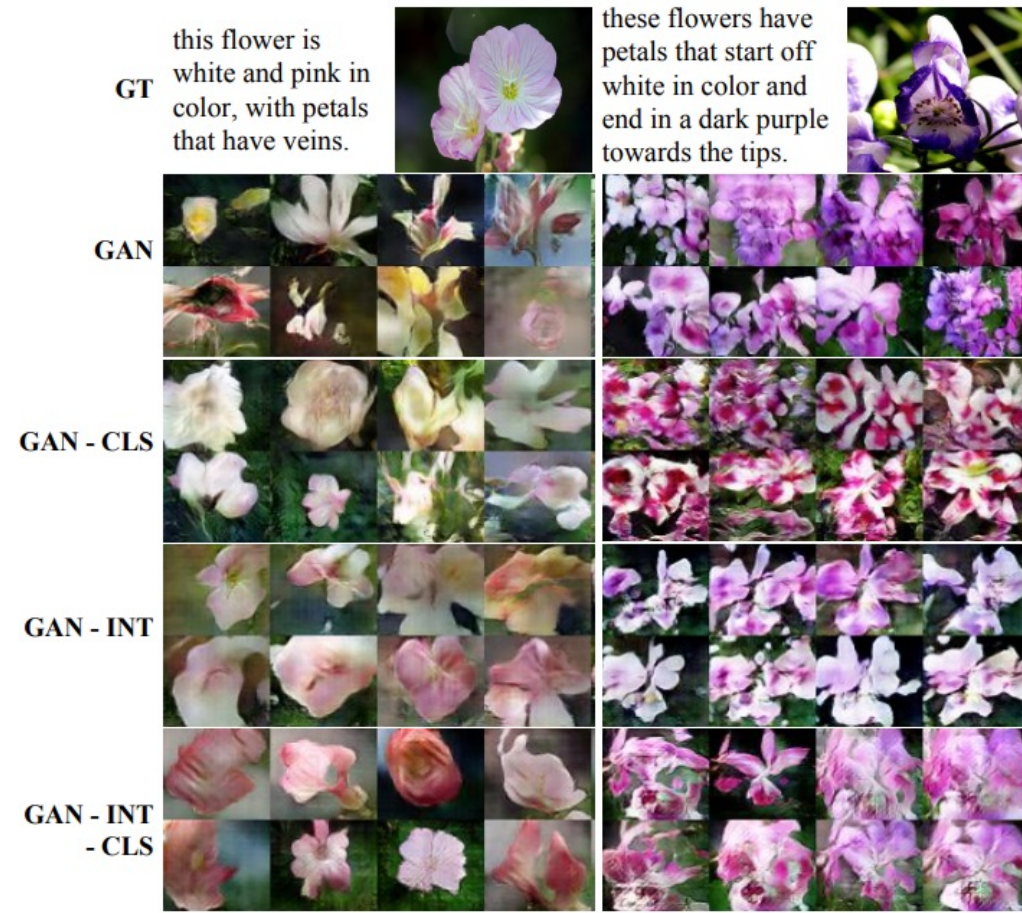 GT
this flower is
white and pink in
color, with petals
that have veins.
these flowers have
petals that start off
white in color and
end in a dark purple
towards the tips.
GAN
GAN - CLS
GAN - INT
GAN - INT
- CLS